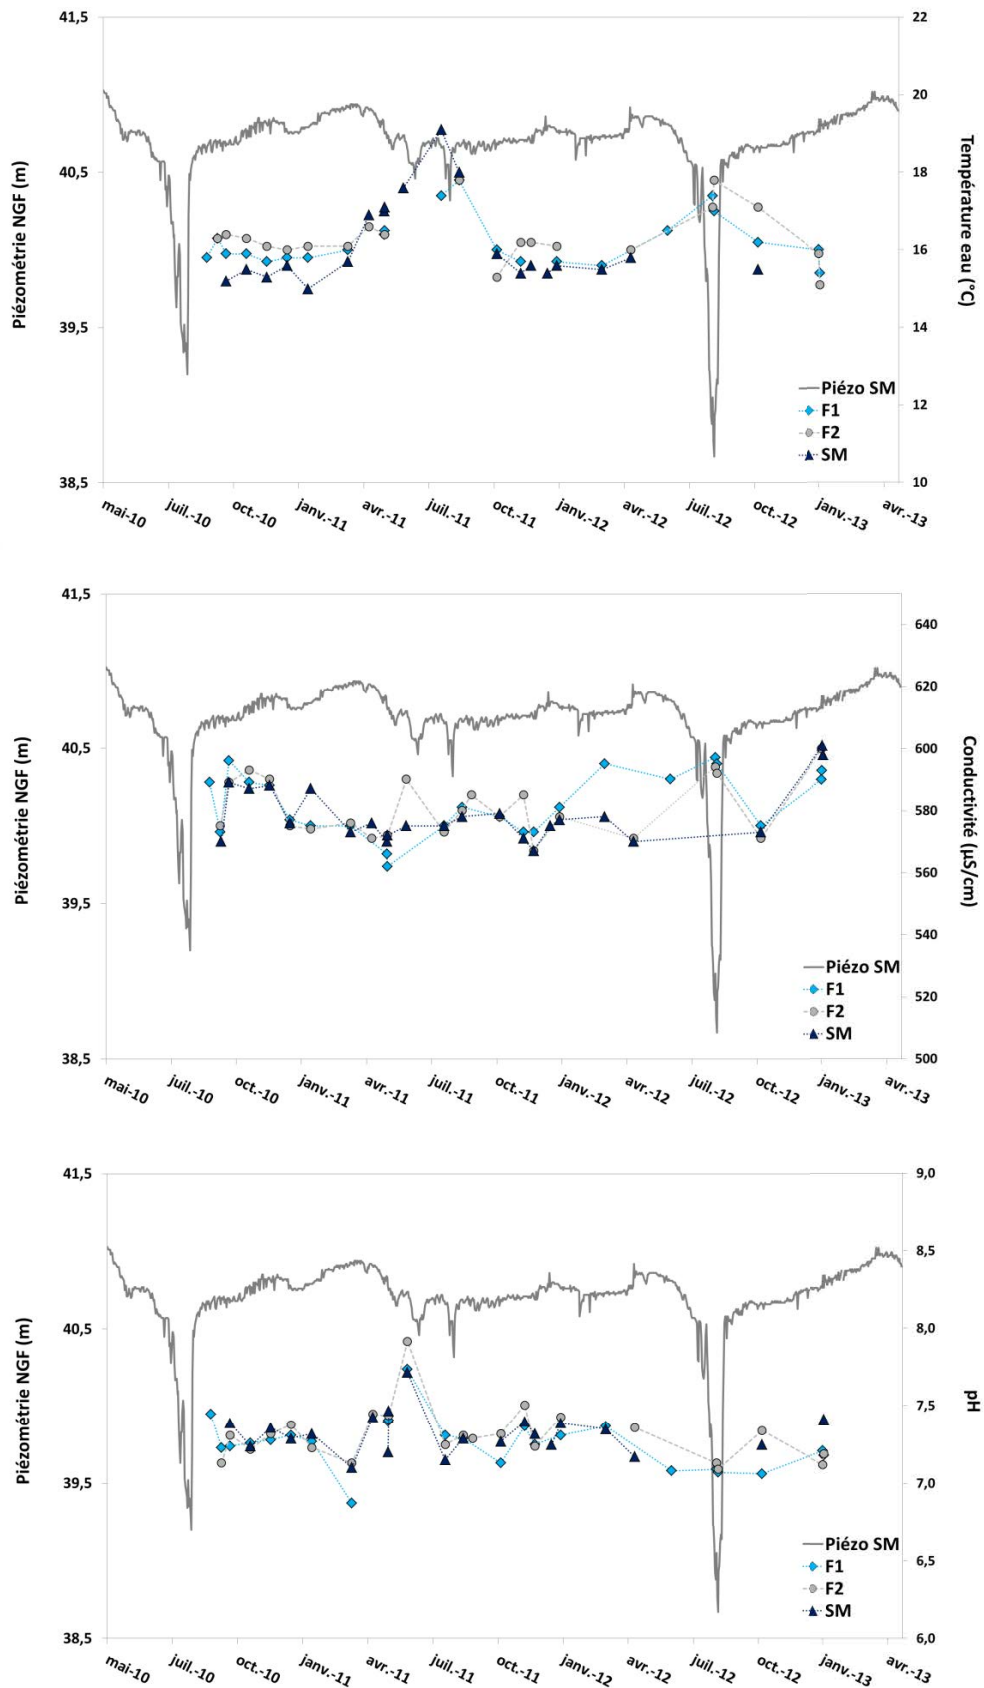 41,5
40,5
39,5
38,5
Piézométrie NGF (m)
22
20
18
16
14
12
10
Température eau (°C)
Piézo SM
F1
F2
SM
mai-10
juil.-10
oct.-10
janv.-11
avr.-11
juil.-11
oct.-11
janv.-12
avr.-12
juil.-12
oct.-12
janv.-13
avr.-13
41,5
40,5
39,5
38,5
Piézométrie NGF (m)
640
620
600
580
560
540
520
500
Conductivité (µS/cm)
Piézo SM
F1
F2
SM
mai-10
juil.-10
oct.-10
janv.-11
avr.-11
juil.-11
oct.-11
janv.-12
avr.-12
juil.-12
oct.-12
janv.-13
avr.-13
41,5
40,5
39,5
38,5
Piézométrie NGF (m)
9,0
8,5
8,0
7,5
7,0
6,5
6,0
pH
Piézo SM
F1
F2
SM
mai-10
juil.-10
oct.-10
janv.-11
avr.-11
juil.-11
oct.-11
janv.-12
avr.-12
juil.-12
oct.-12
janv.-13
avr.-13